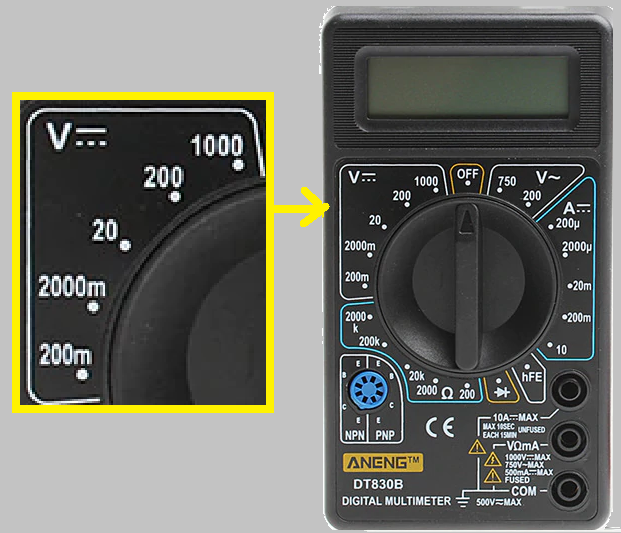 V
1000
200
20
2000m
200m
V
1000
200
20
2000m
200m
OFF
750
200
V~
A
200µ
2000µ
20m
200m
10
2000
k
200k
20k
2000
Ω
200
hFE
E E
B B
C C
E E
NPN PNP
CE
10A⎓MAX
MAX 10SEC UNFUSED
EACH 15MIN
VΩmA
1000V⎓MAX
750V~MAX
500mA⎓MAX
FUSED
COM
500V⎓MAX
ANENG™
DT830B
DIGITAL MULTIMETER